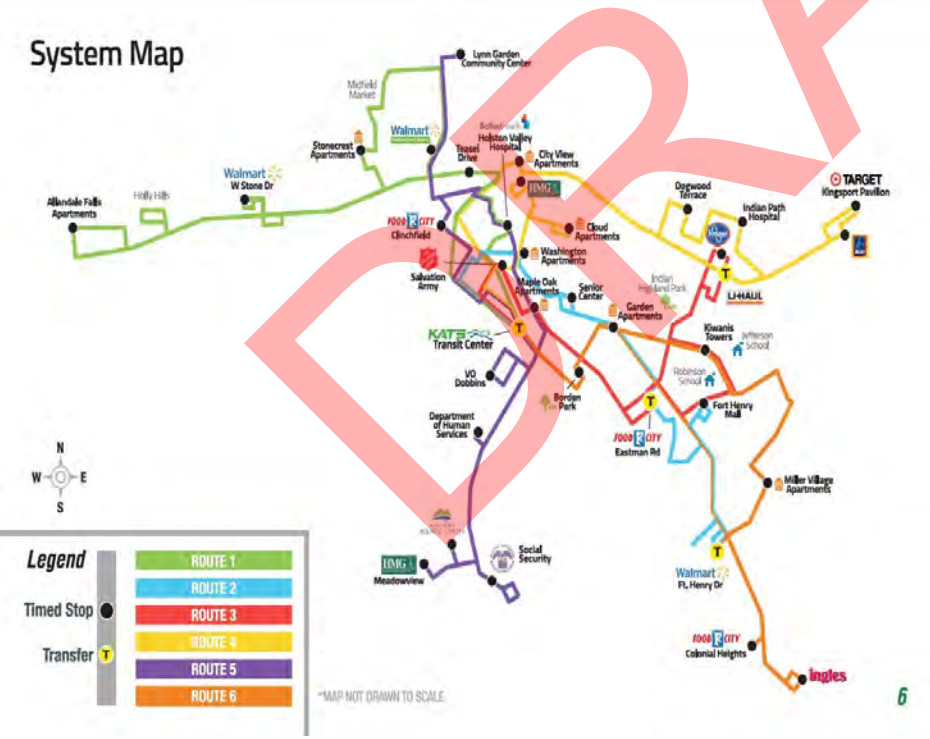 System Map
Lynn Garden
Community Center
Midfield
Market
Walmart
Stonecrest
Apartments
Teasel
Drive
Holston Valley
Hospital
City View
Apartments
HMG
Walmart
W Stone Dr
Holly Hills
Allandale Falls
Apartments
Dogwood
Terrace
Indian Path
Hospital
TARGET
Kingsport Pavilion
FOOD CITY
Clinchfield
Cloud
Apartments
Kroger
ALDI
Salvation
Army
Washington
Apartments
Maple Oak
Apartments
Senior
Center
Indian
Highland Park
T
U-HAUL
Garden
Apartments
KATS
Transit Center
T
Kiwanis
Towers
Jefferson
School
VO
Dobbins
Borden
Park
Robinson
School
T
Fort Henry
Mall
FOOD CITY
Eastman Rd
Department
of Human
Services
Miller Village
Apartments
N
W E
S
HMG
Meadowview
Social
Security
T
Walmart
Ft. Henry Dr
FOOD CITY
Colonial Heights
ingles
Legend
Timed Stop
Transfer
T
ROUTE 1
ROUTE 2
ROUTE 3
ROUTE 4
ROUTE 5
ROUTE 6
*MAP NOT DRAWN TO SCALE.
6
DRA